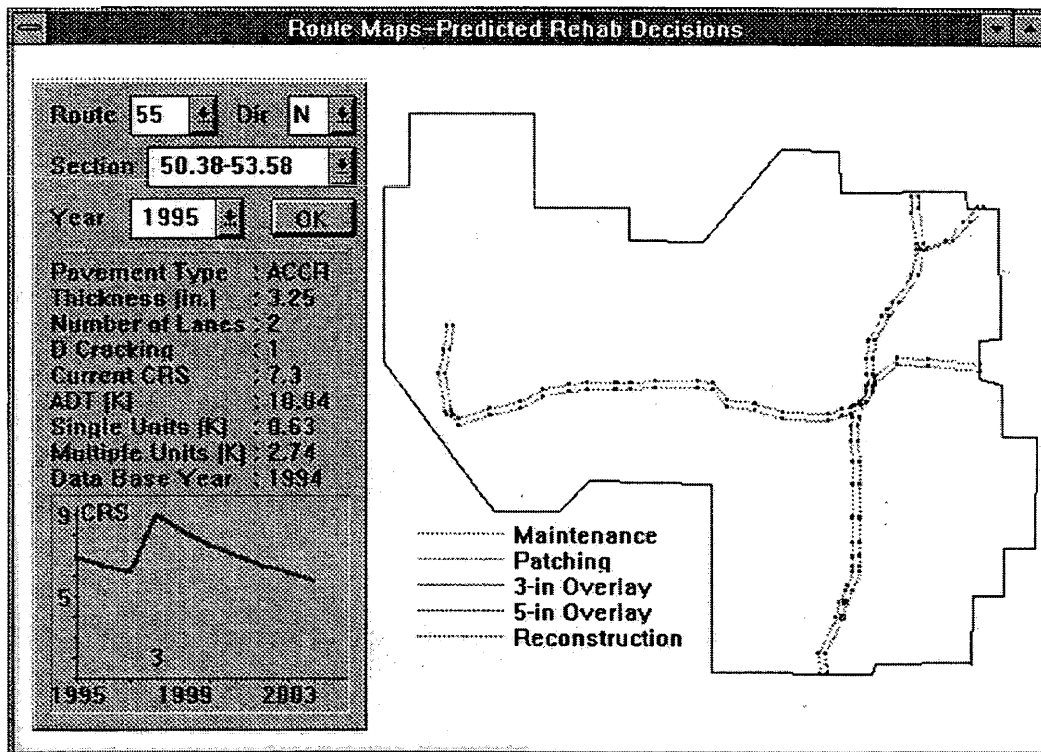 Route Maps–Predicted Rehab Decisions
Route 55 Dir N
Section 50.38-53.58
Year 1995 OK
Pavement Type : ACCR
Thickness (in.) : 3.25
Number of Lanes : 2
D Cracking : 1
Current CRS : 7.3
ADT (K) : 18.04
Single Units (K) : 0.63
Multiple Units (K) : 2.74
Data Base Year : 1994
9 CRS
5
3
1995 1999 2003
Maintenance
Patching
3-in Overlay
5-in Overlay
Reconstruction